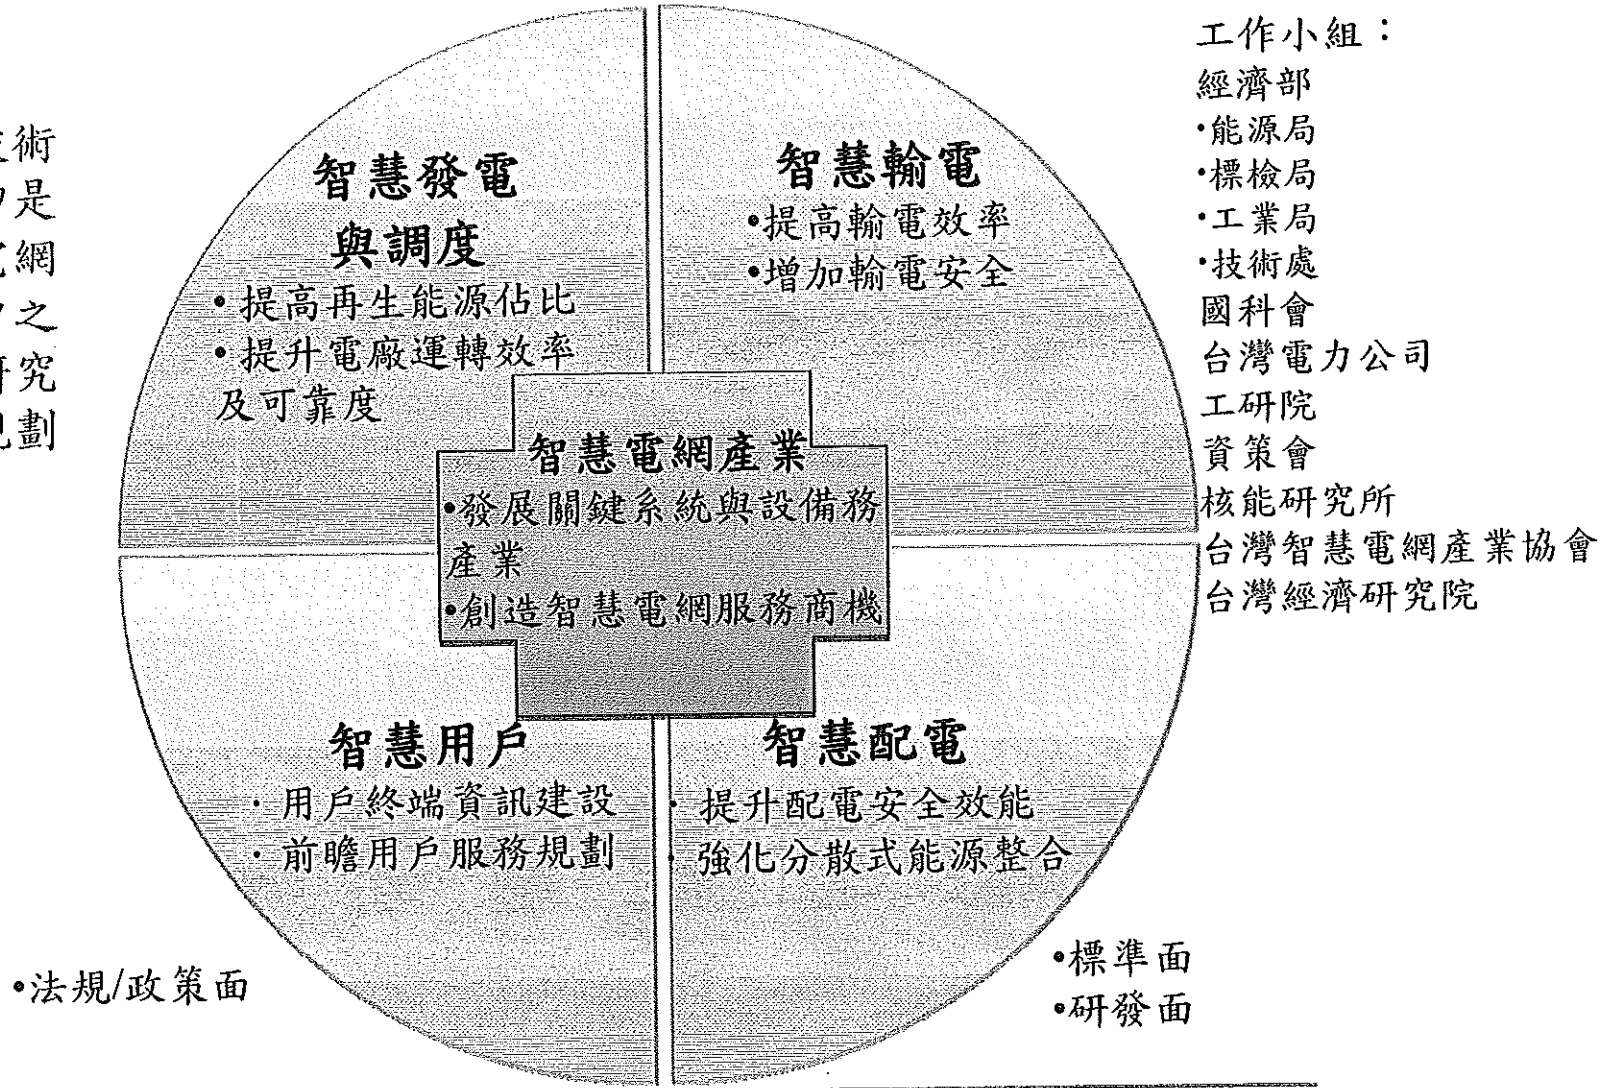 術
是
網
之
究
劃
智慧發電
與調度
• 提高再生能源佔比
• 提升電廠運轉效率
及可靠度
智慧輸電
•提高輸電效率
•增加輸電安全
智慧電網產業
•發展關鍵系統與設備務
產業
•創造智慧電網服務商機
智慧用戶
· 用戶終端資訊建設
· 前瞻用戶服務規劃
智慧配電
· 提升配電安全效能
· 強化分散式能源整合
工作小組：
經濟部
•能源局
•標檢局
•工業局
•技術處
國科會
台灣電力公司
工研院
資策會
核能研究所
台灣智慧電網產業協會
台灣經濟研究院
•法規/政策面
•標準面
•研發面